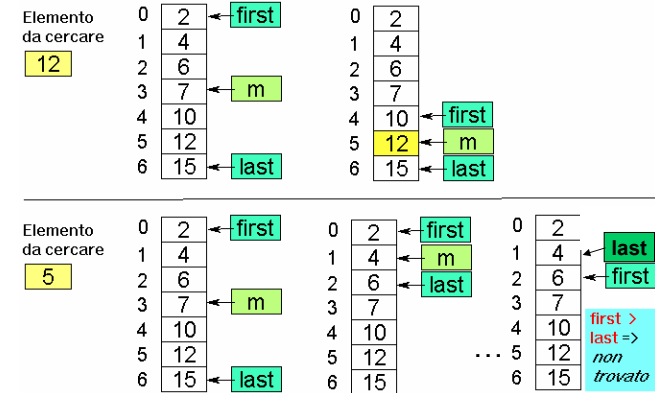 Elemento
da cercare
12
0 2 first
1 4
2 6
3 7 m
4 10
5 12
6 15 last
0 2
1 4
2 6
3 7
4 10 first
5 12 m
6 15 last
Elemento
da cercare
5
0 2 first
1 4
2 6
3 7 m
4 10
5 12
6 15 last
0 2 first
1 4 m
2 6 last
3 7
4 10
5 12
6 15
...
0 2
1 4 last
2 6 first
3 7
4 10
5 12
6 15
first >
last =>
non
trovato